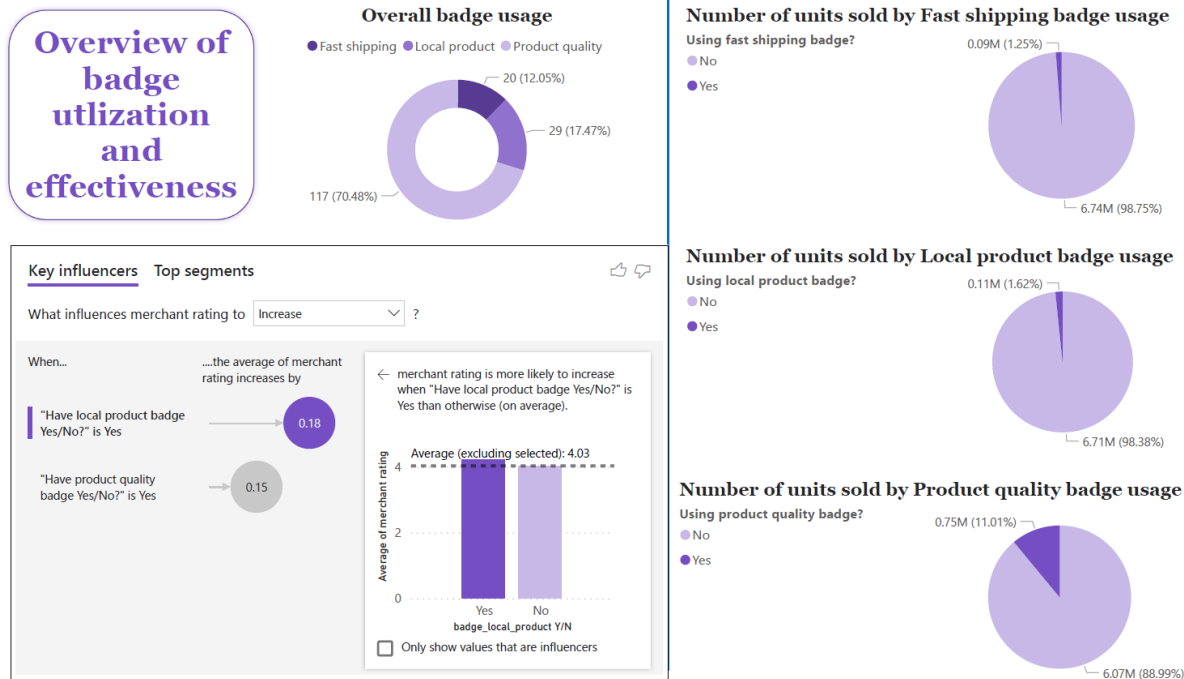 Overview of
badge
utlization
and
effectiveness
Overall badge usage
Fast shipping Local product Product quality
20 (12.05%)
29 (17.47%)
117 (70.48%)
Key influencers Top segments
What influences merchant rating to Increase ?
When...
....the average of merchant
rating increases by
"Have local product badge
Yes/No?" is Yes
0.18
"Have product quality
badge Yes/No?" is Yes
0.15
merchant rating is more likely to increase
when "Have local product badge Yes/No?" is
Yes than otherwise (on average).
Average (excluding selected): 4.03
Average of merchant rating
4
2
0
Yes No
badge_local_product Y/N
Only show values that are influencers
Number of units sold by Fast shipping badge usage
Using fast shipping badge?
No
Yes
0.09M (1.25%)
6.74M (98.75%)
Number of units sold by Local product badge usage
Using local product badge?
No
Yes
0.11M (1.62%)
6.71M (98.38%)
Number of units sold by Product quality badge usage
Using product quality badge?
No
Yes
0.75M (11.01%)
6.07M (88.99%)